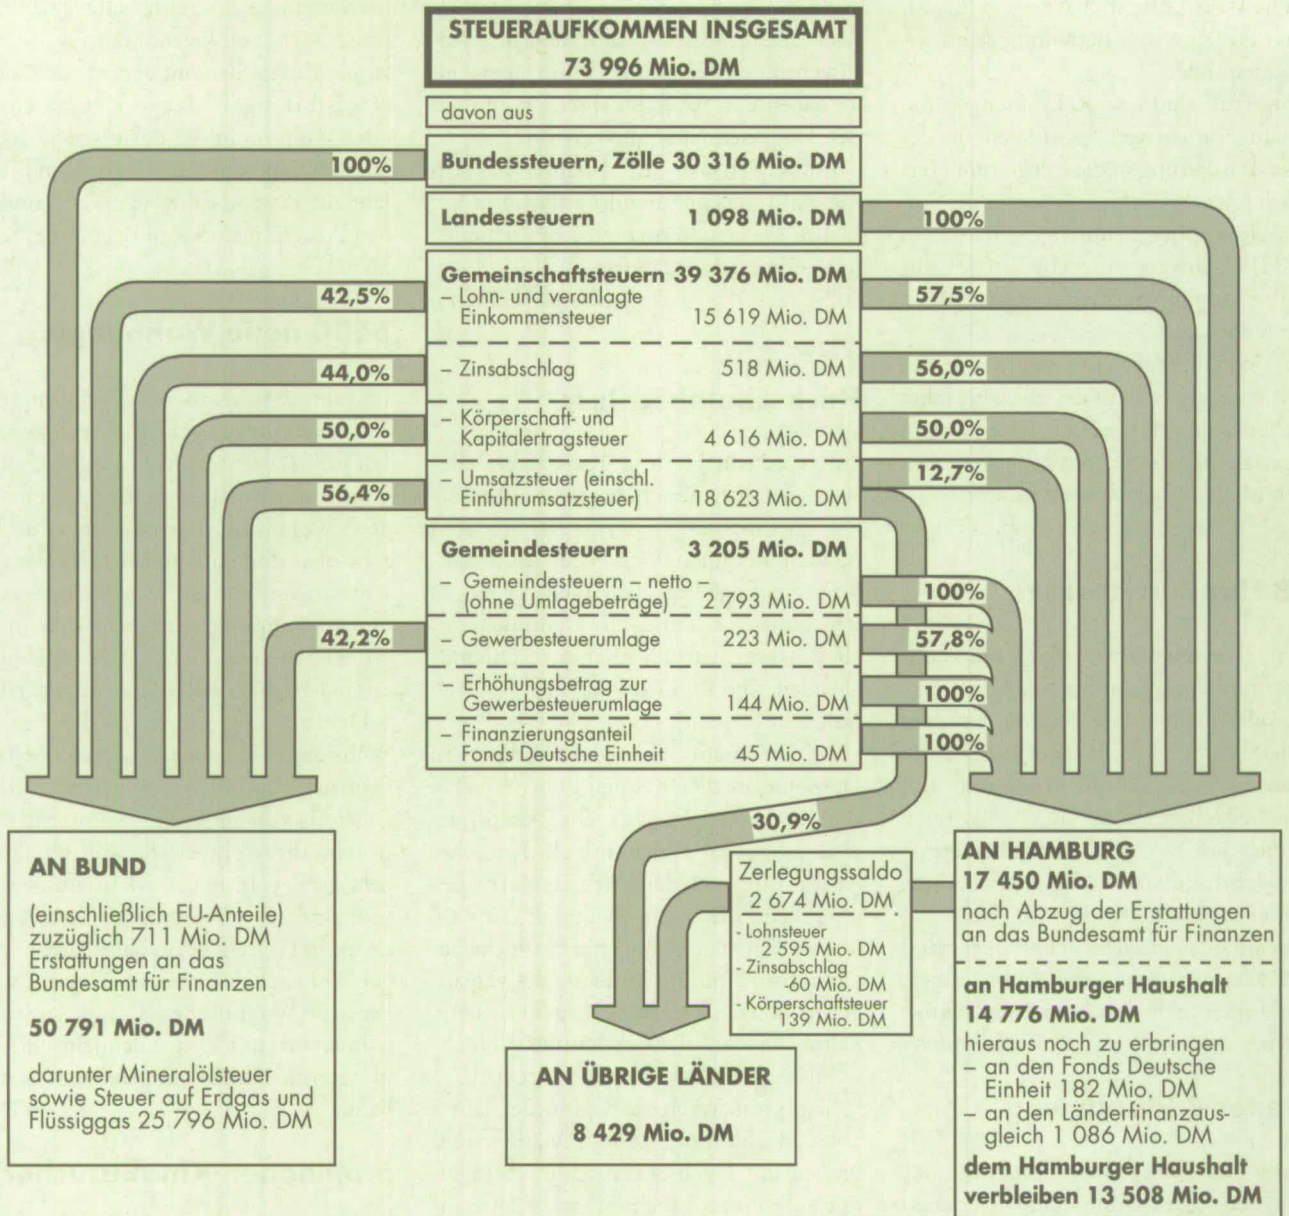 STEUERAUFKOMMEN INSGESAMT
73 996 Mio. DM
davon aus
100%
Bundessteuern, Zölle 30 316 Mio. DM
Landessteuern 1 098 Mio. DM
100%
Gemeinschaftsteuern 39 376 Mio. DM
42,5%
– Lohn- und veranlagte
Einkommensteuer 15 619 Mio. DM
57,5%
44,0%
– Zinsabschlag 518 Mio. DM
56,0%
50,0%
– Körperschaft- und
Kapitalertragsteuer 4 616 Mio. DM
50,0%
56,4%
– Umsatzsteuer (einschl.
Einfuhrumsatzsteuer) 18 623 Mio. DM
12,7%
Gemeindesteuern 3 205 Mio. DM
– Gemeindesteuern – netto –
(ohne Umlagebeträge) 2 793 Mio. DM
100%
42,2%
– Gewerbesteuerumlage 223 Mio. DM
57,8%
– Erhöhungsbetrag zur
Gewerbesteuerumlage 144 Mio. DM
100%
– Finanzierungsanteil
Fonds Deutsche Einheit 45 Mio. DM
100%
30,9%
AN BUND
(einschließlich EU-Anteile)
zuzüglich 711 Mio. DM
Erstattungen an das
Bundesamt für Finanzen
50 791 Mio. DM
darunter Mineralölsteuer
sowie Steuer auf Erdgas und
Flüssiggas 25 796 Mio. DM
Zerlegungssaldo
2 674 Mio. DM
- Lohnsteuer
2 595 Mio. DM
- Zinsabschlag
-60 Mio. DM
- Körperschaftsteuer
139 Mio. DM
AN ÜBRIGE LÄNDER
8 429 Mio. DM
AN HAMBURG
17 450 Mio. DM
nach Abzug der Erstattungen
an das Bundesamt für Finanzen
an Hamburger Haushalt
14 776 Mio. DM
hieraus noch zu erbringen
– an den Fonds Deutsche
Einheit 182 Mio. DM
– an den Länderfinanzaus-
gleich 1 086 Mio. DM
dem Hamburger Haushalt
verbleiben 13 508 Mio. DM